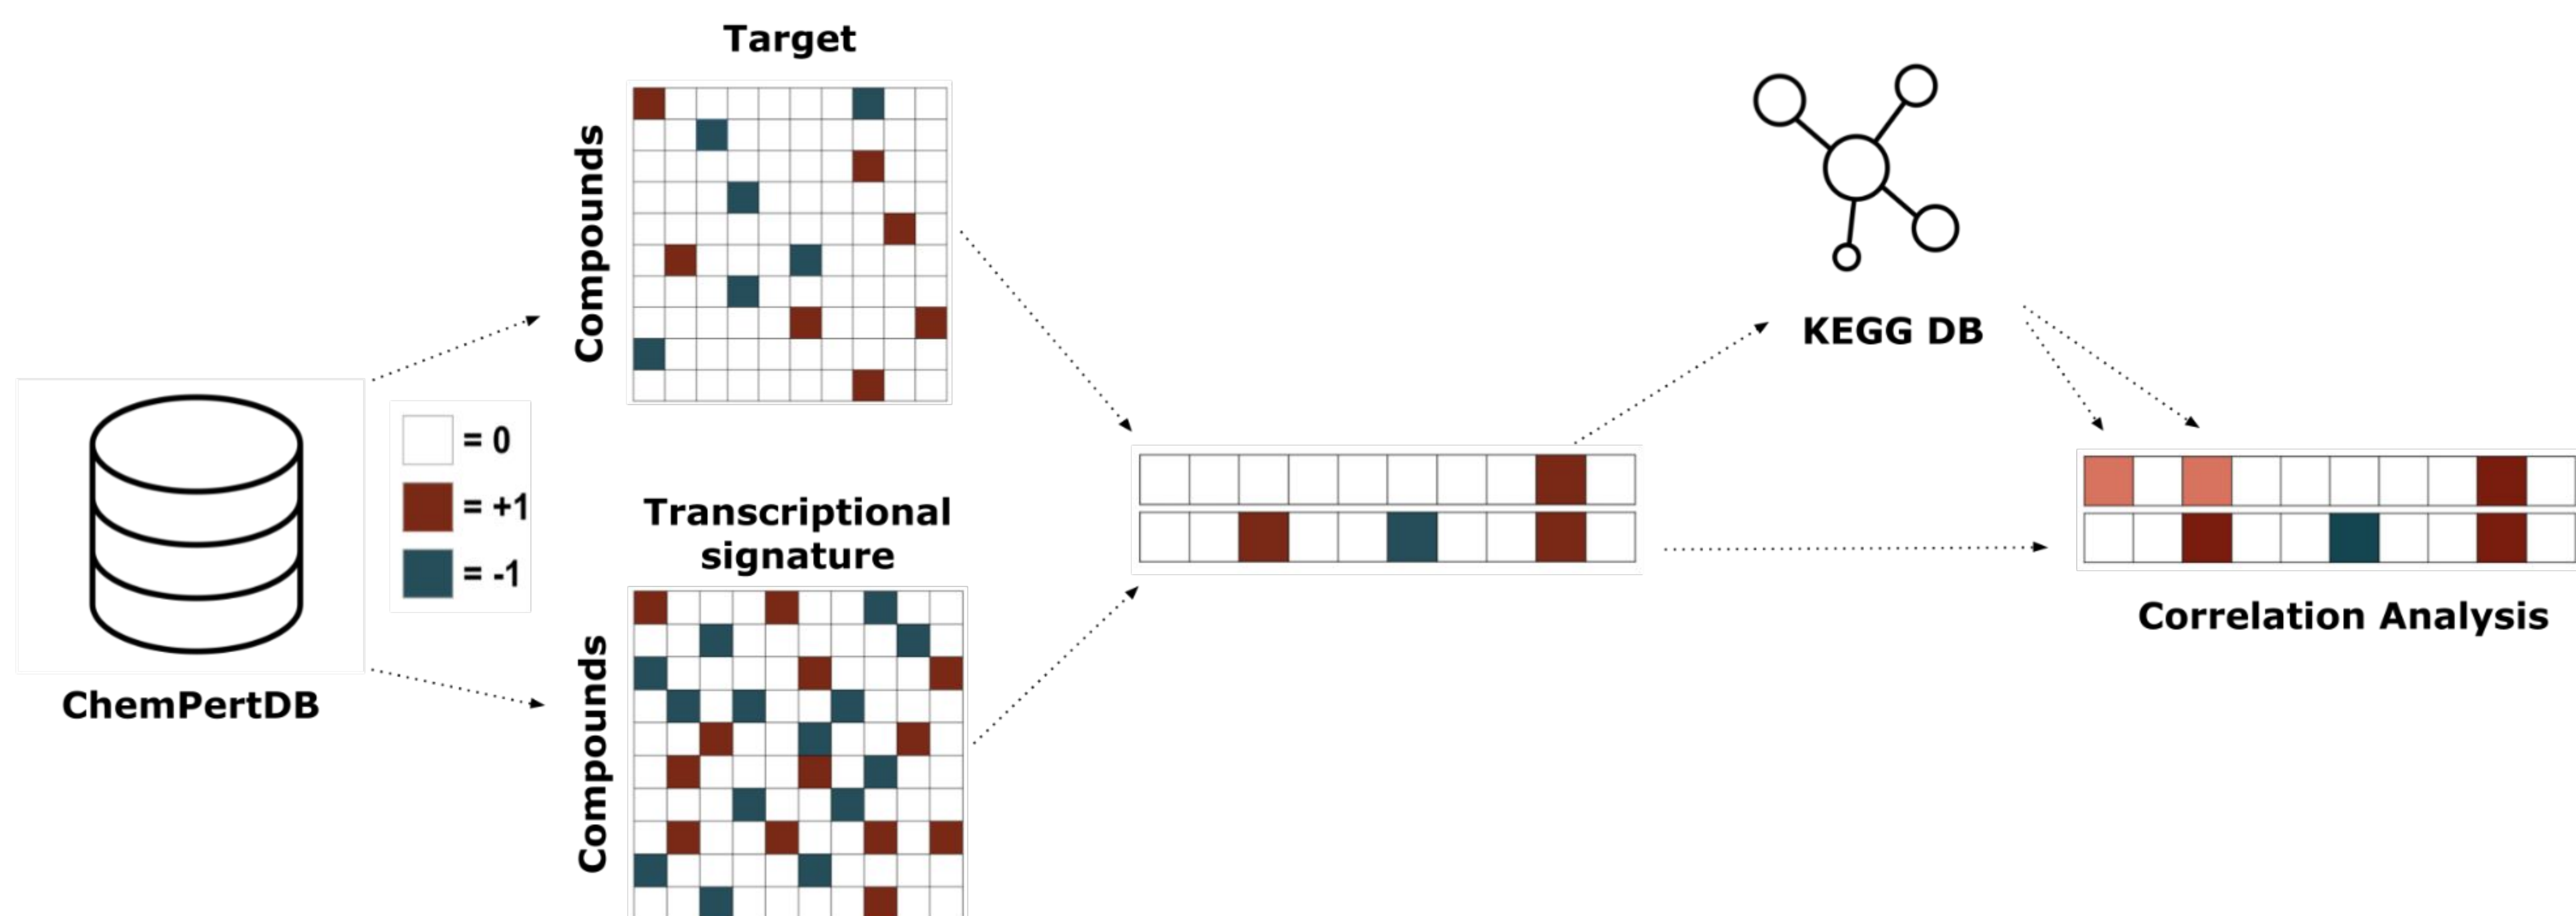 Target
Compounds
ChemPertDB
= 0
= +1
= -1
Transcriptional
signature
Compounds
KEGG DB
Correlation Analysis